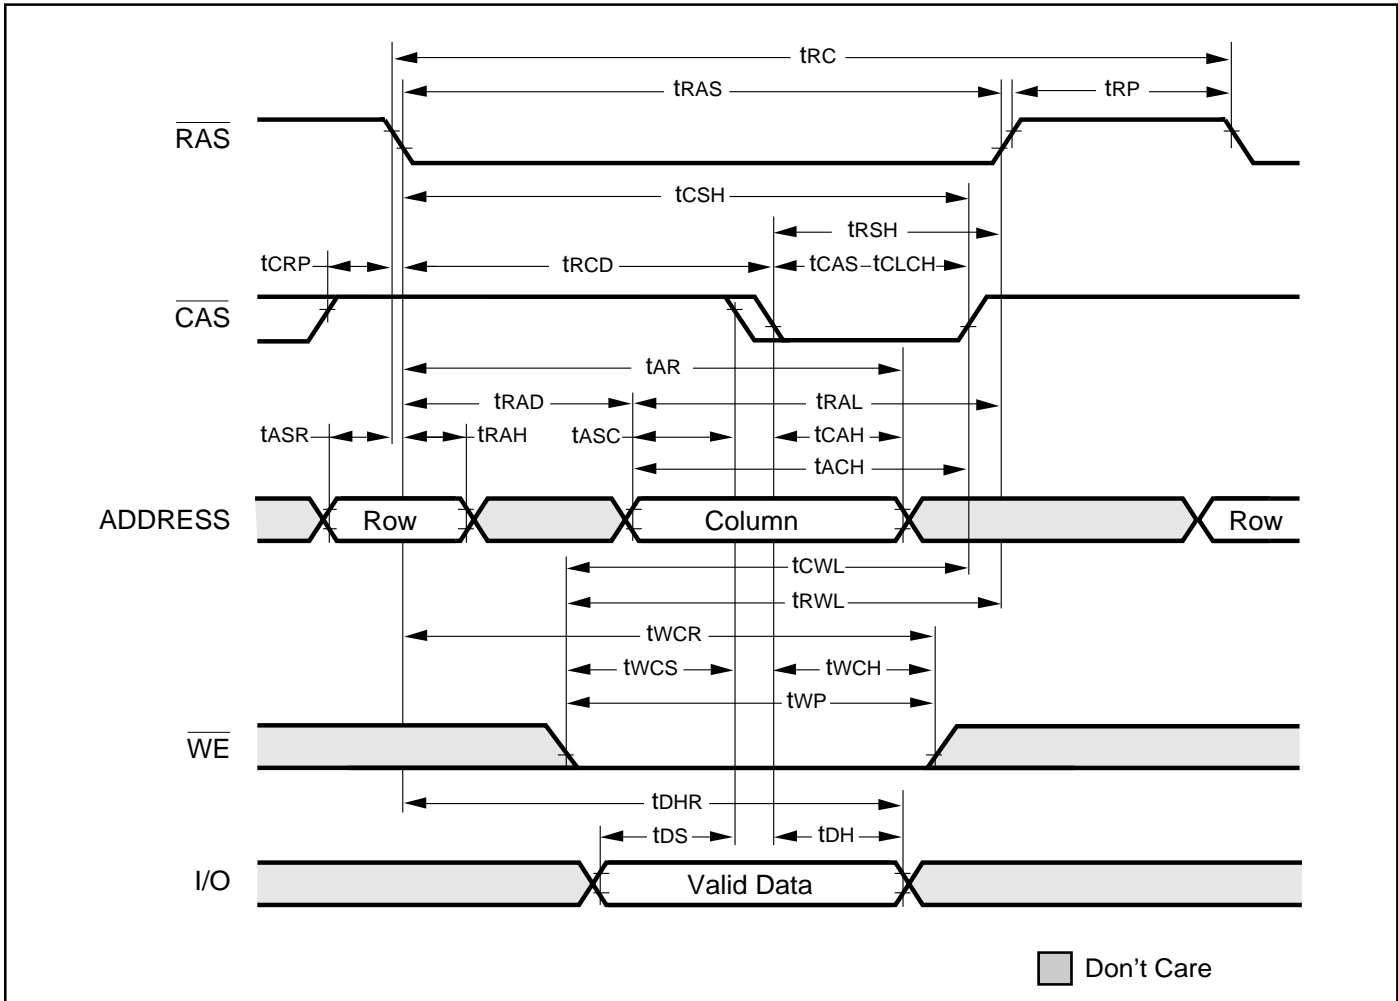 tRC
tRAS
tRP
RAS
tCSH
tRSH
tCRP
tRCD
tCAS tCLCH
CAS
tAR
tRAD
tRAL
tASR
tRAH
tASC
tCAH
tACH
ADDRESS
Row
Column
Row
tCWL
tRWL
tWCR
tWCS
tWCH
tWP
WE
tDHR
tDS
tDH
I/O
Valid Data
Don't Care